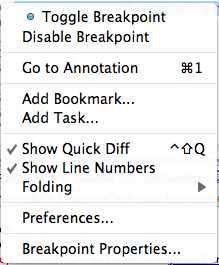 Toggle Breakpoint
Disable Breakpoint
Go to Annotation ⌘1
Add Bookmark...
Add Task...
✓ Show Quick Diff ^⇧Q
✓ Show Line Numbers
Folding ▶
Preferences...
Breakpoint Properties...